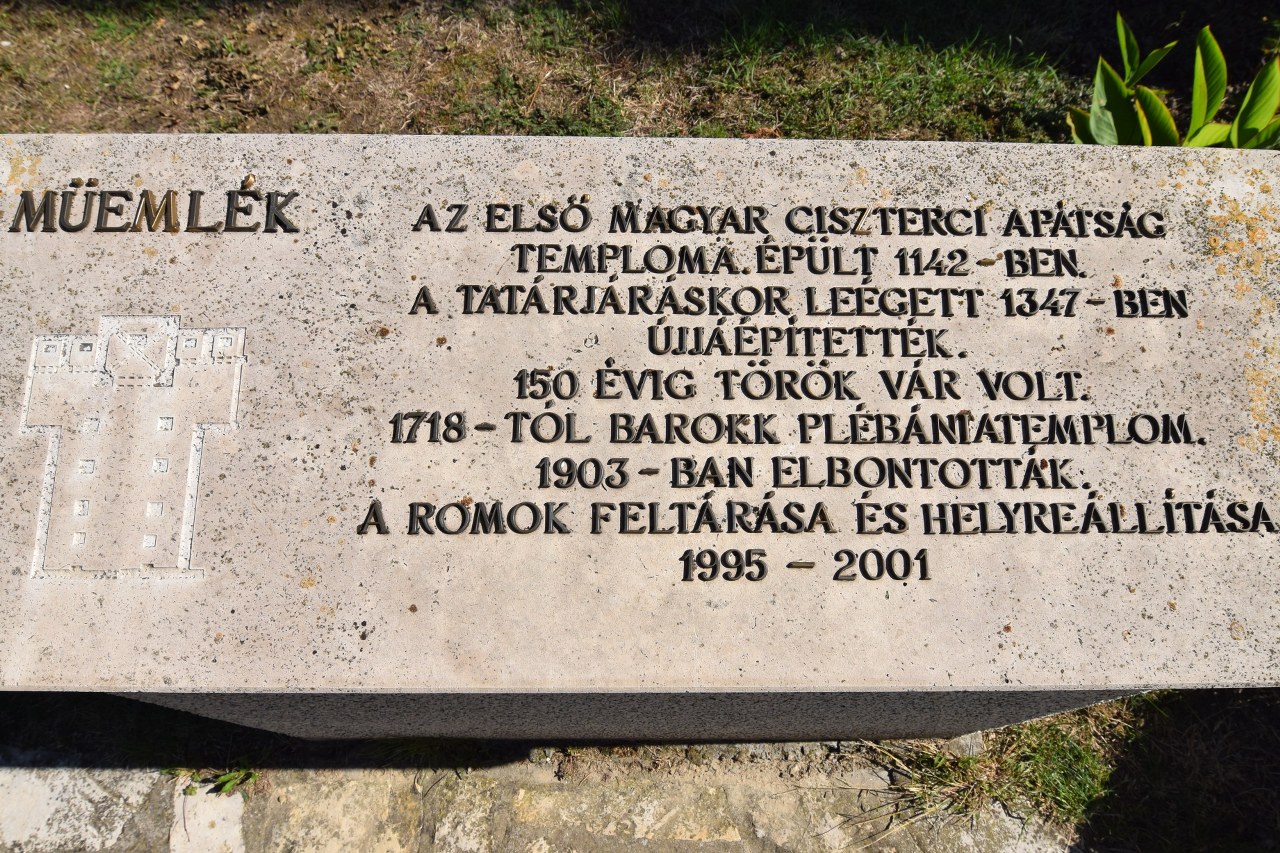 MÜEMLÉK
AZ ELSŐ MAGYAR CISZTERCI APÁTSÁG
TEMPLOMA. ÉPÜLT 1142-BEN.
A TATÁRJÁRÁSKOR LEÉGETT 1347-BEN
ÚJJÁÉPÍTETTÉK.
150 ÉVIG TÖRÖK VÁR VOLT.
1718-TÓL BAROKK PLÉBÁNIATEMPLOM.
1903-BAN ELBONTOTTÁK.
A ROMOK FELTÁRÁSA ÉS HELYREÁLLÍTÁSA
1995 - 2001